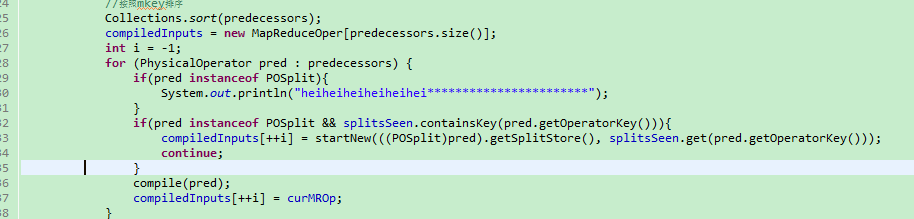 24 //按照mkey排序
25 Collections.sort(predecessors);
26 compiledInputs = new MapReduceOper[predecessors.size()];
27 int i = -1;
28 for (PhysicalOperator pred : predecessors) {
29 if(pred instanceof POSplit){
30 System.out.println("heiheiheiheiheihei***********************");
31 }
32 if(pred instanceof POSplit && splitsSeen.containsKey(pred.getOperatorKey())){
33 compiledInputs[++i] = startNew(((POSplit)pred).getSplitStore(), splitsSeen.get(pred.getOperatorKey()));
34 continue;
35 }
36 compile(pred);
37 compiledInputs[++i] = curMROp;
38 }